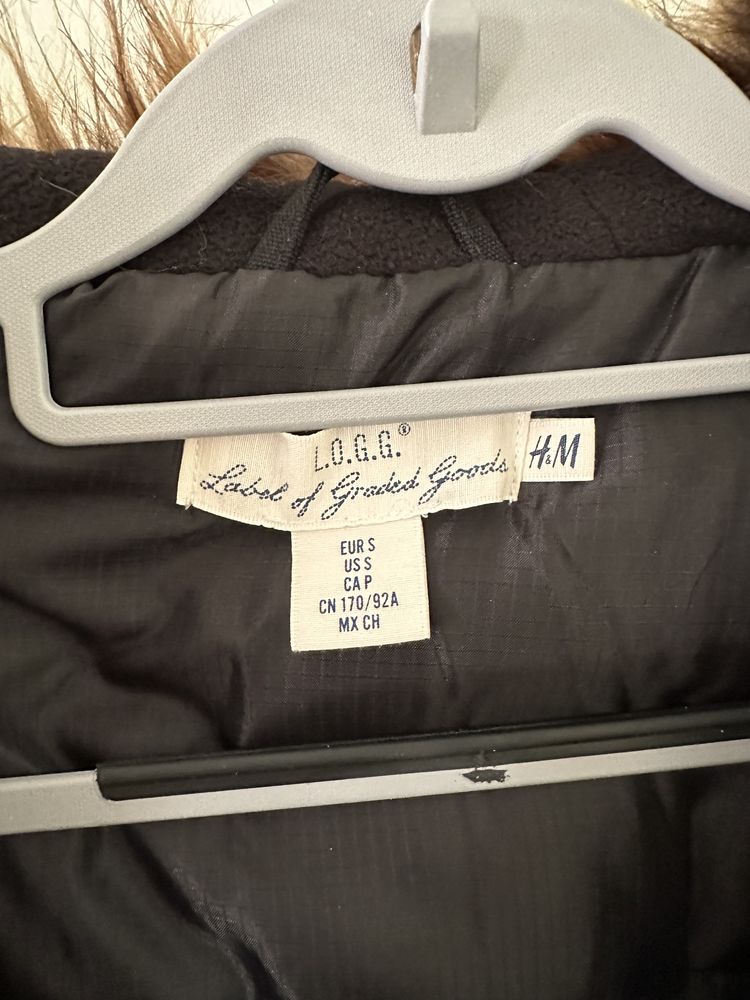 L.O.G.G.®
Label of Graded Goods
H&M
EUR S
US S
CA P
CN 170/92A
MX CH